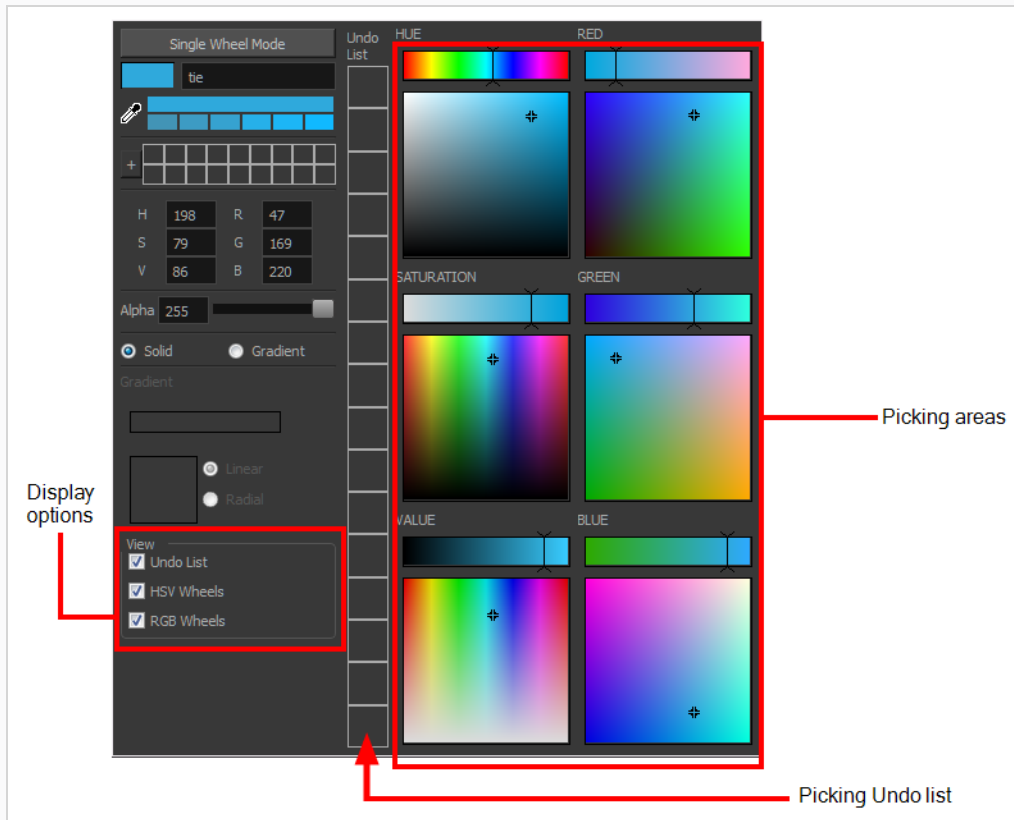 Single Wheel Mode
tie
+
H 198 R 47
S 79 G 169
V 86 B 220
Alpha 255
Solid Gradient
Gradient
Linear
Radial
View
Undo List
HSV Wheels
RGB Wheels
Undo
List
HUE RED
SATURATION GREEN
VALUE BLUE
Display
options
Picking areas
Picking Undo list